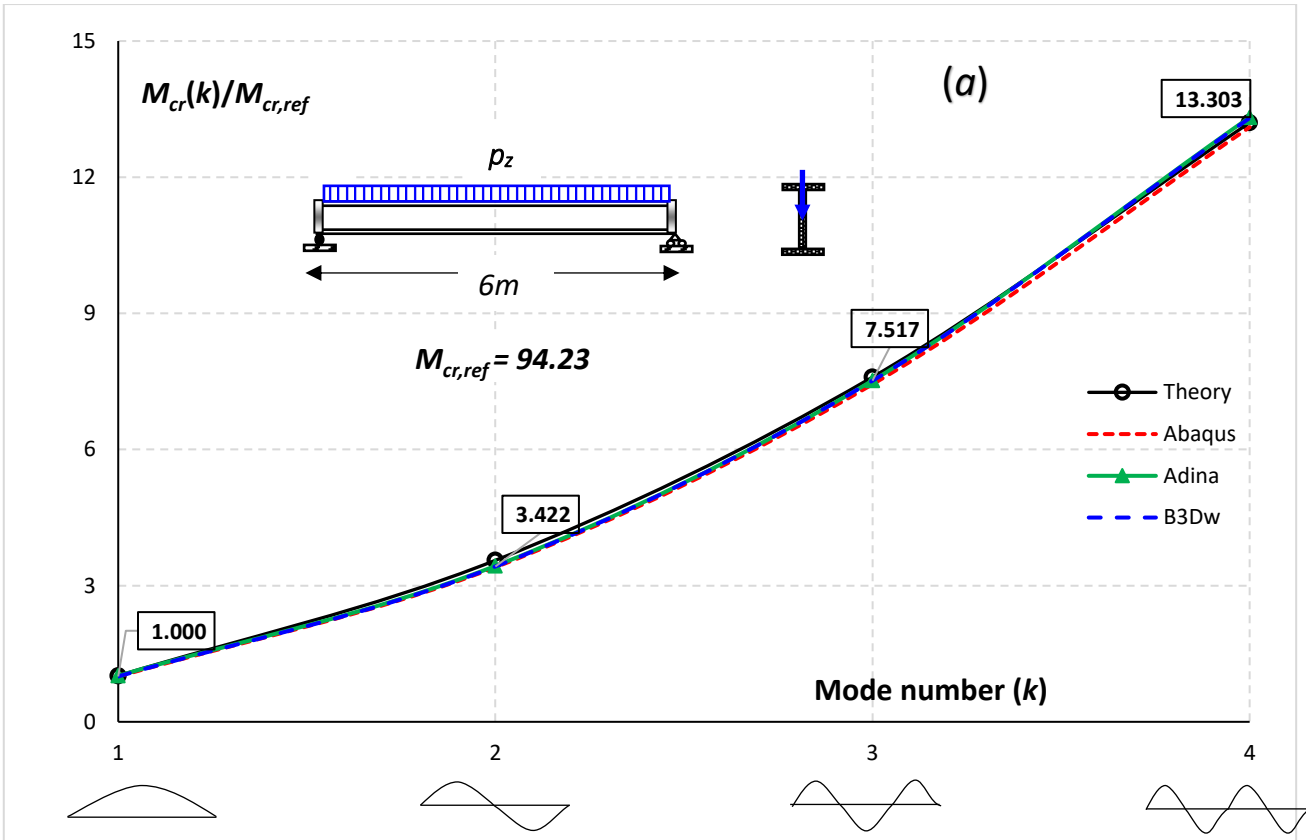 15
M_cr(k)/M_cr,ref
(a)
13.303
12
p_z
6m
9
7.517
M_cr,ref = 94.23
Theory
6
Abaqus
Adina
3.422
B3Dw
3
1.000
Mode number (k)
0
1 2 3 4